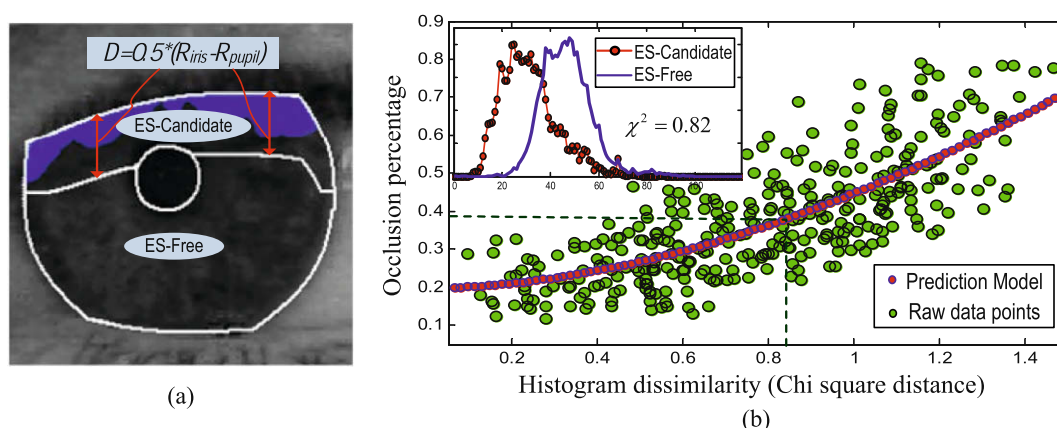 D=0.5*(Riris-Rpupil)
ES-Candidate
ES-Free
(a)
Occlusion percentage
0.9
0.8
0.7
0.6
0.5
0.4
0.3
0.2
0.1
ES-Candidate
ES-Free
χ² = 0.82
0 20 40 60 80 100
Prediction Model
Raw data points
0.2 0.4 0.6 0.8 1 1.2 1.4
Histogram dissimilarity (Chi square distance)
(b)